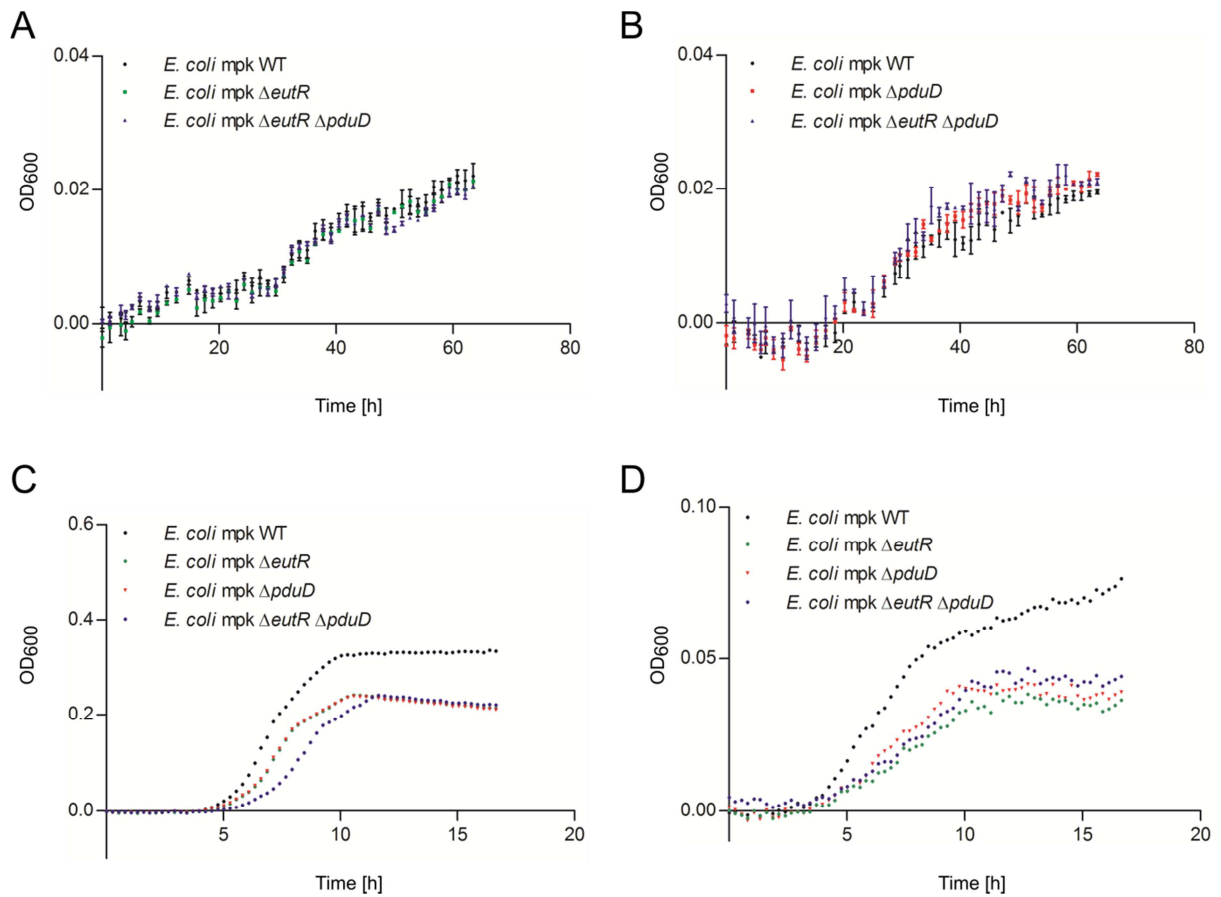 A
0.04
E. coli mpk WT
E. coli mpk ΔeutR
E. coli mpk ΔeutR ΔpduD
0.02
OD600
0.00
20
40
60
80
Time [h]
B
0.04
E. coli mpk WT
E. coli mpk ΔpduD
E. coli mpk ΔeutR ΔpduD
0.02
OD600
0.00
20
40
60
80
Time [h]
C
0.6
E. coli mpk WT
E. coli mpk ΔeutR
E. coli mpk ΔpduD
E. coli mpk ΔeutR ΔpduD
0.4
OD600
0.2
0.0
5
10
15
20
Time [h]
D
0.10
E. coli mpk WT
E. coli mpk ΔeutR
E. coli mpk ΔpduD
E. coli mpk ΔeutR ΔpduD
OD600
0.05
0.00
5
10
15
20
Time [h]